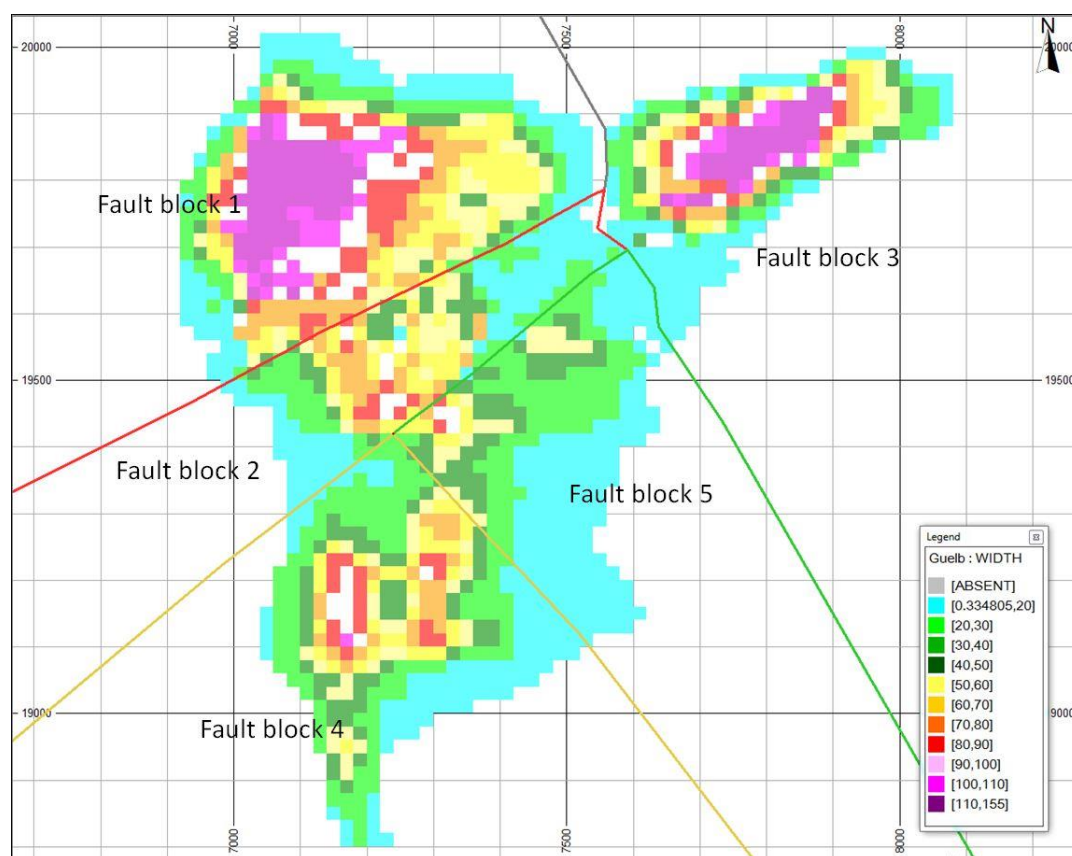 7000
7500
8000
N
20000
20000
Fault block 1
Fault block 3
19500
19500
Fault block 2
Fault block 5
Legend
Guelb : WIDTH
[ABSENT]
[0.334805,20]
[20,30]
[30,40]
[40,50]
[50,60]
[60,70]
[70,80]
[80,90]
[90,100]
[100,110]
[110,155]
19000
9000
Fault block 4
7000
7500
8000